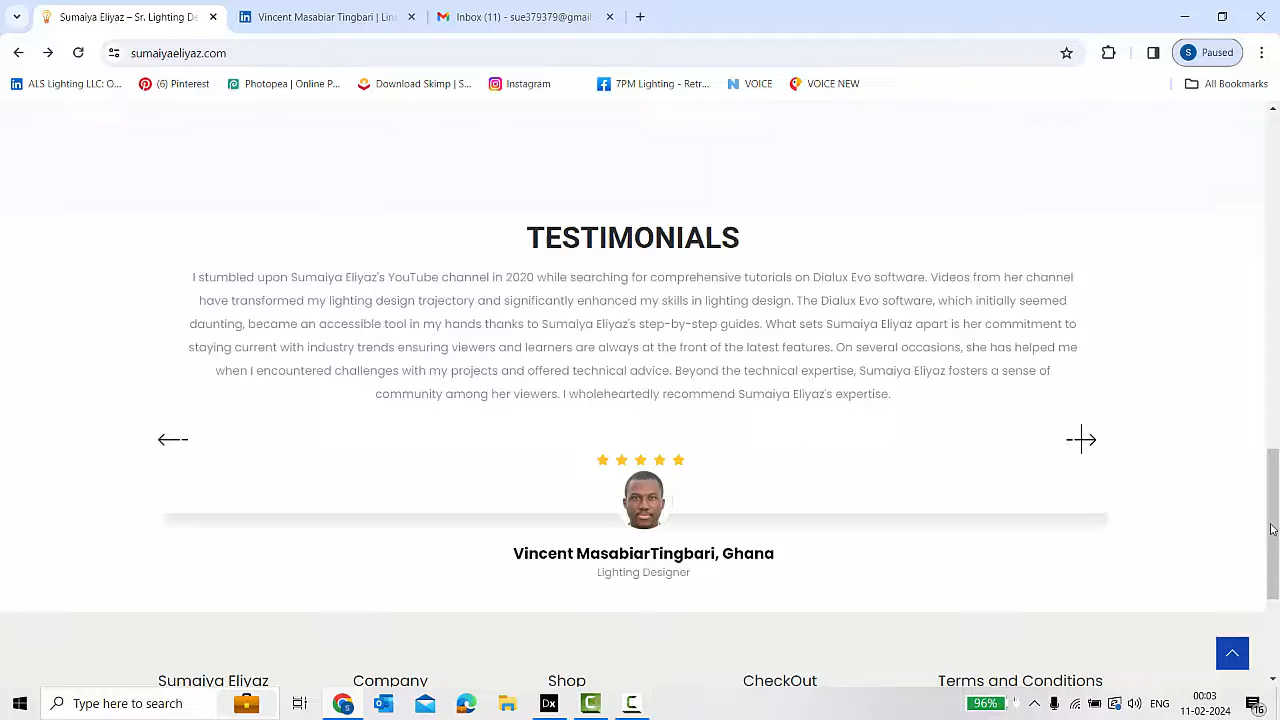 Sumaiya Eliyaz – Sr. Lighting De
Vincent Masabiar Tingbari | Lin
Inbox (11) - sue379379@gmail
sumaiyaeliyaz.com
S Paused
ALS Lighting LLC: O...
(6) Pinterest
Photopea | Online P...
Download Skimp | S...
Instagram
7PM Lighting - Retr...
VOICE
VOICE NEW
All Bookmarks
TESTIMONIALS
I stumbled upon Sumaiya Eliyaz's YouTube channel in 2020 while searching for comprehensive tutorials on Dialux Evo software. Videos from her channel
have transformed my lighting design trajectory and significantly enhanced my skills in lighting design. The Dialux Evo software, which initially seemed
daunting, became an accessible tool in my hands thanks to Sumaiya Eliyaz's step-by-step guides. What sets Sumaiya Eliyaz apart is her commitment to
staying current with industry trends ensuring viewers and learners are always at the front of the latest features. On several occasions, she has helped me
when I encountered challenges with my projects and offered technical advice. Beyond the technical expertise, Sumaiya Eliyaz fosters a sense of
community among her viewers. I wholeheartedly recommend Sumaiya Eliyaz's expertise.
Vincent MasabiarTingbari, Ghana
Lighting Designer
Sumaiya Eliyaz
Company
Shop
CheckOut
Terms and Conditions
Type here to search
Dx
96%
ENG
00:03
11-02-2024
16